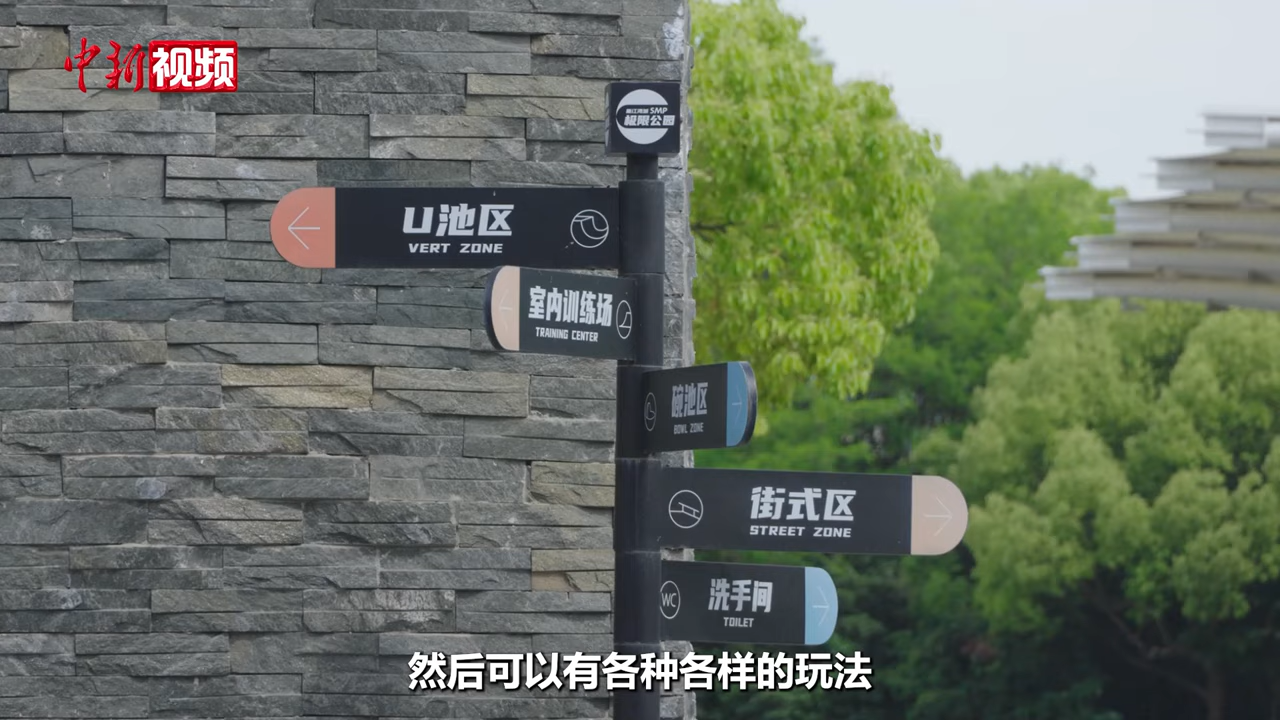 中新视频
SMP
极限公园
U池区
VERT ZONE
室内训练场
TRAINING CENTER
碗池区
BOWL ZONE
街式区
STREET ZONE
WC
洗手间
TOILET
然后可以有各种各样的玩法